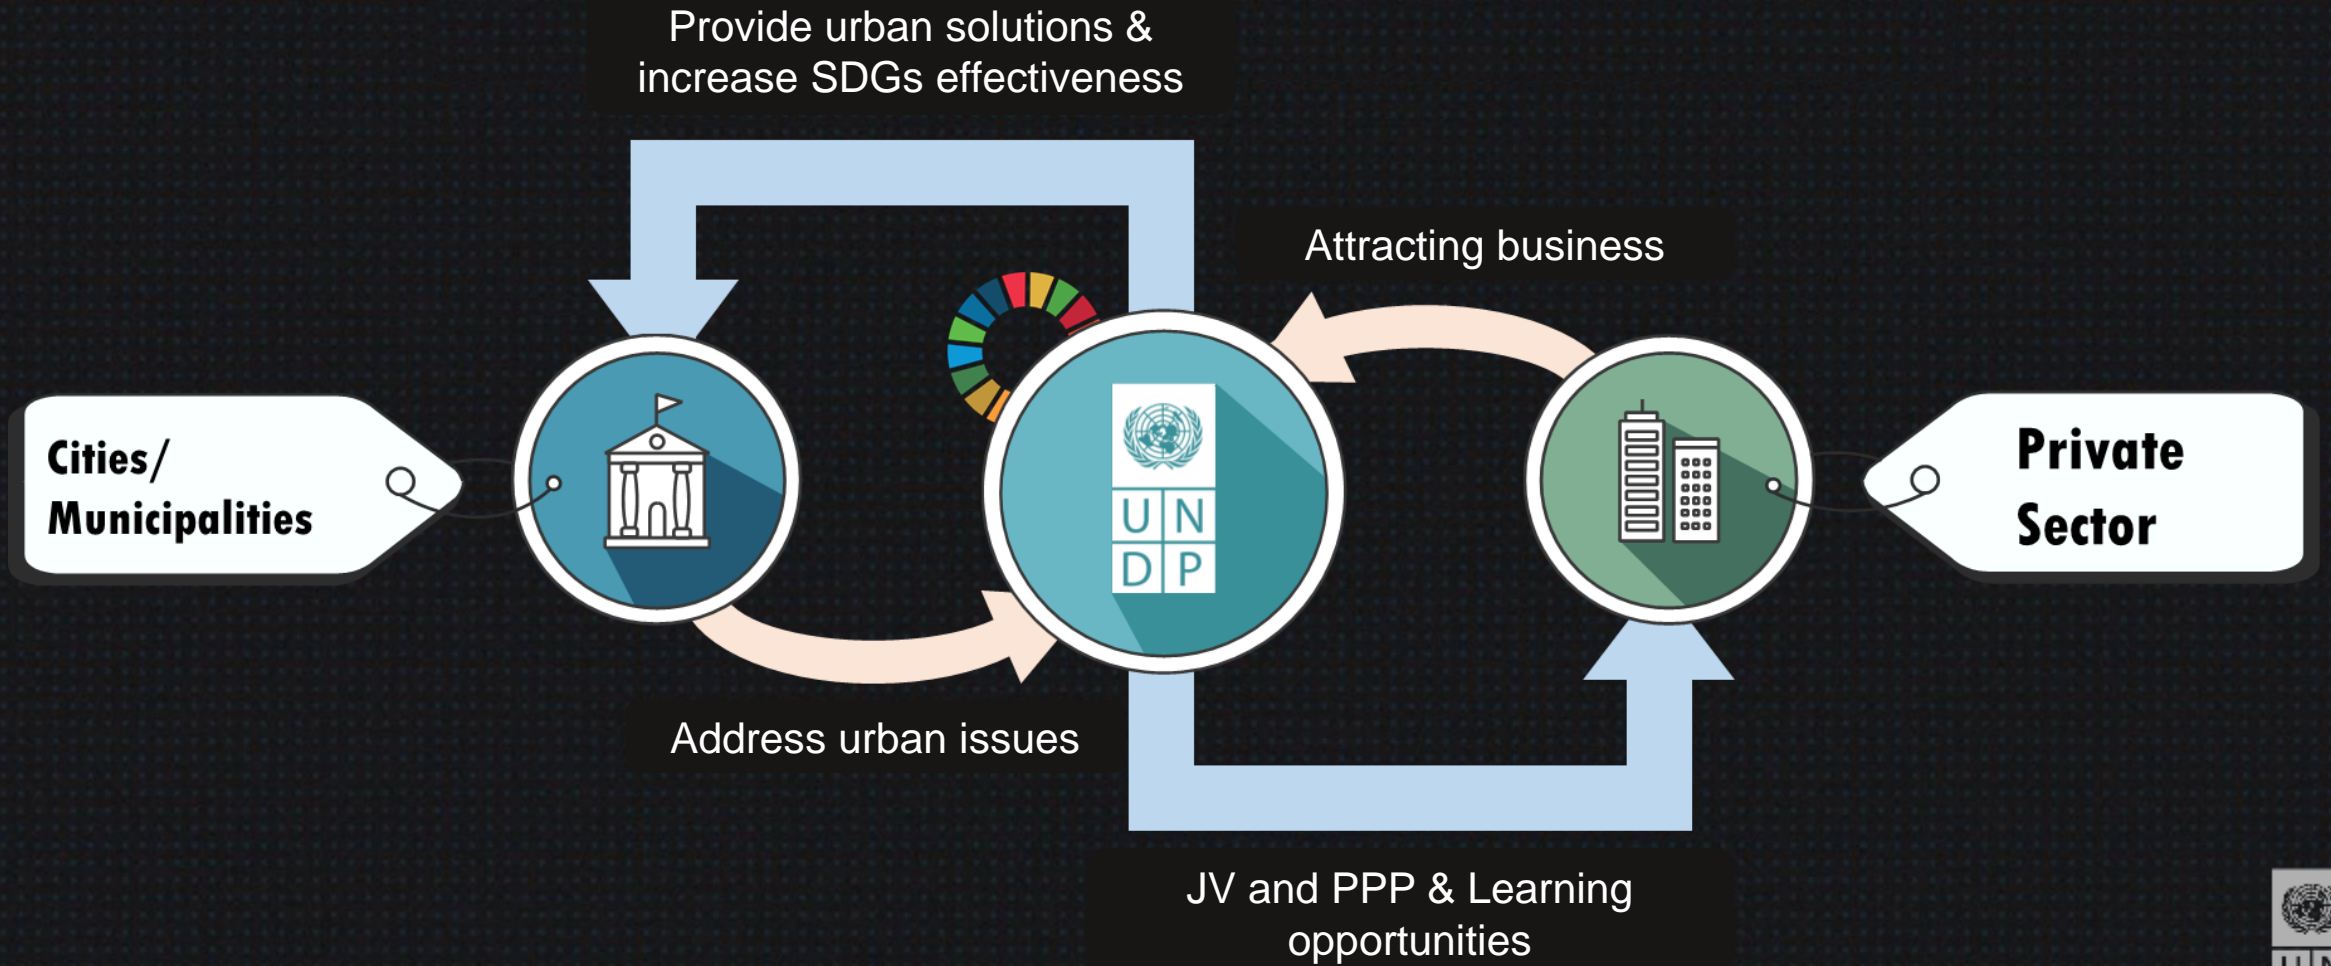 Provide urban solutions &
increase SDGs effectiveness
Attracting business
Cities/
Municipalities
U N
D P
Private
Sector
Address urban issues
JV and PPP & Learning
opportunities
U N